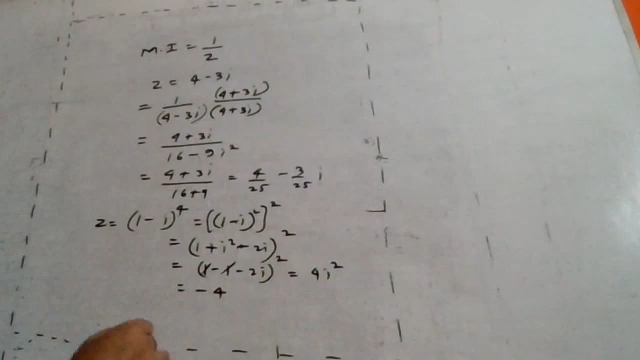 M.I = 1/2
z = 4-3i
= 1/(4-3i) (4+3i)/(4+3i)
= (4+3i)/(16-9i²)
= (4+3i)/(16+9) = 4/25 - 3/25 i
z = (1-i)⁴ = [(1-i)²]²
= (1+i²-2i)²
= (1-1-2i)² = 4i²
= -4